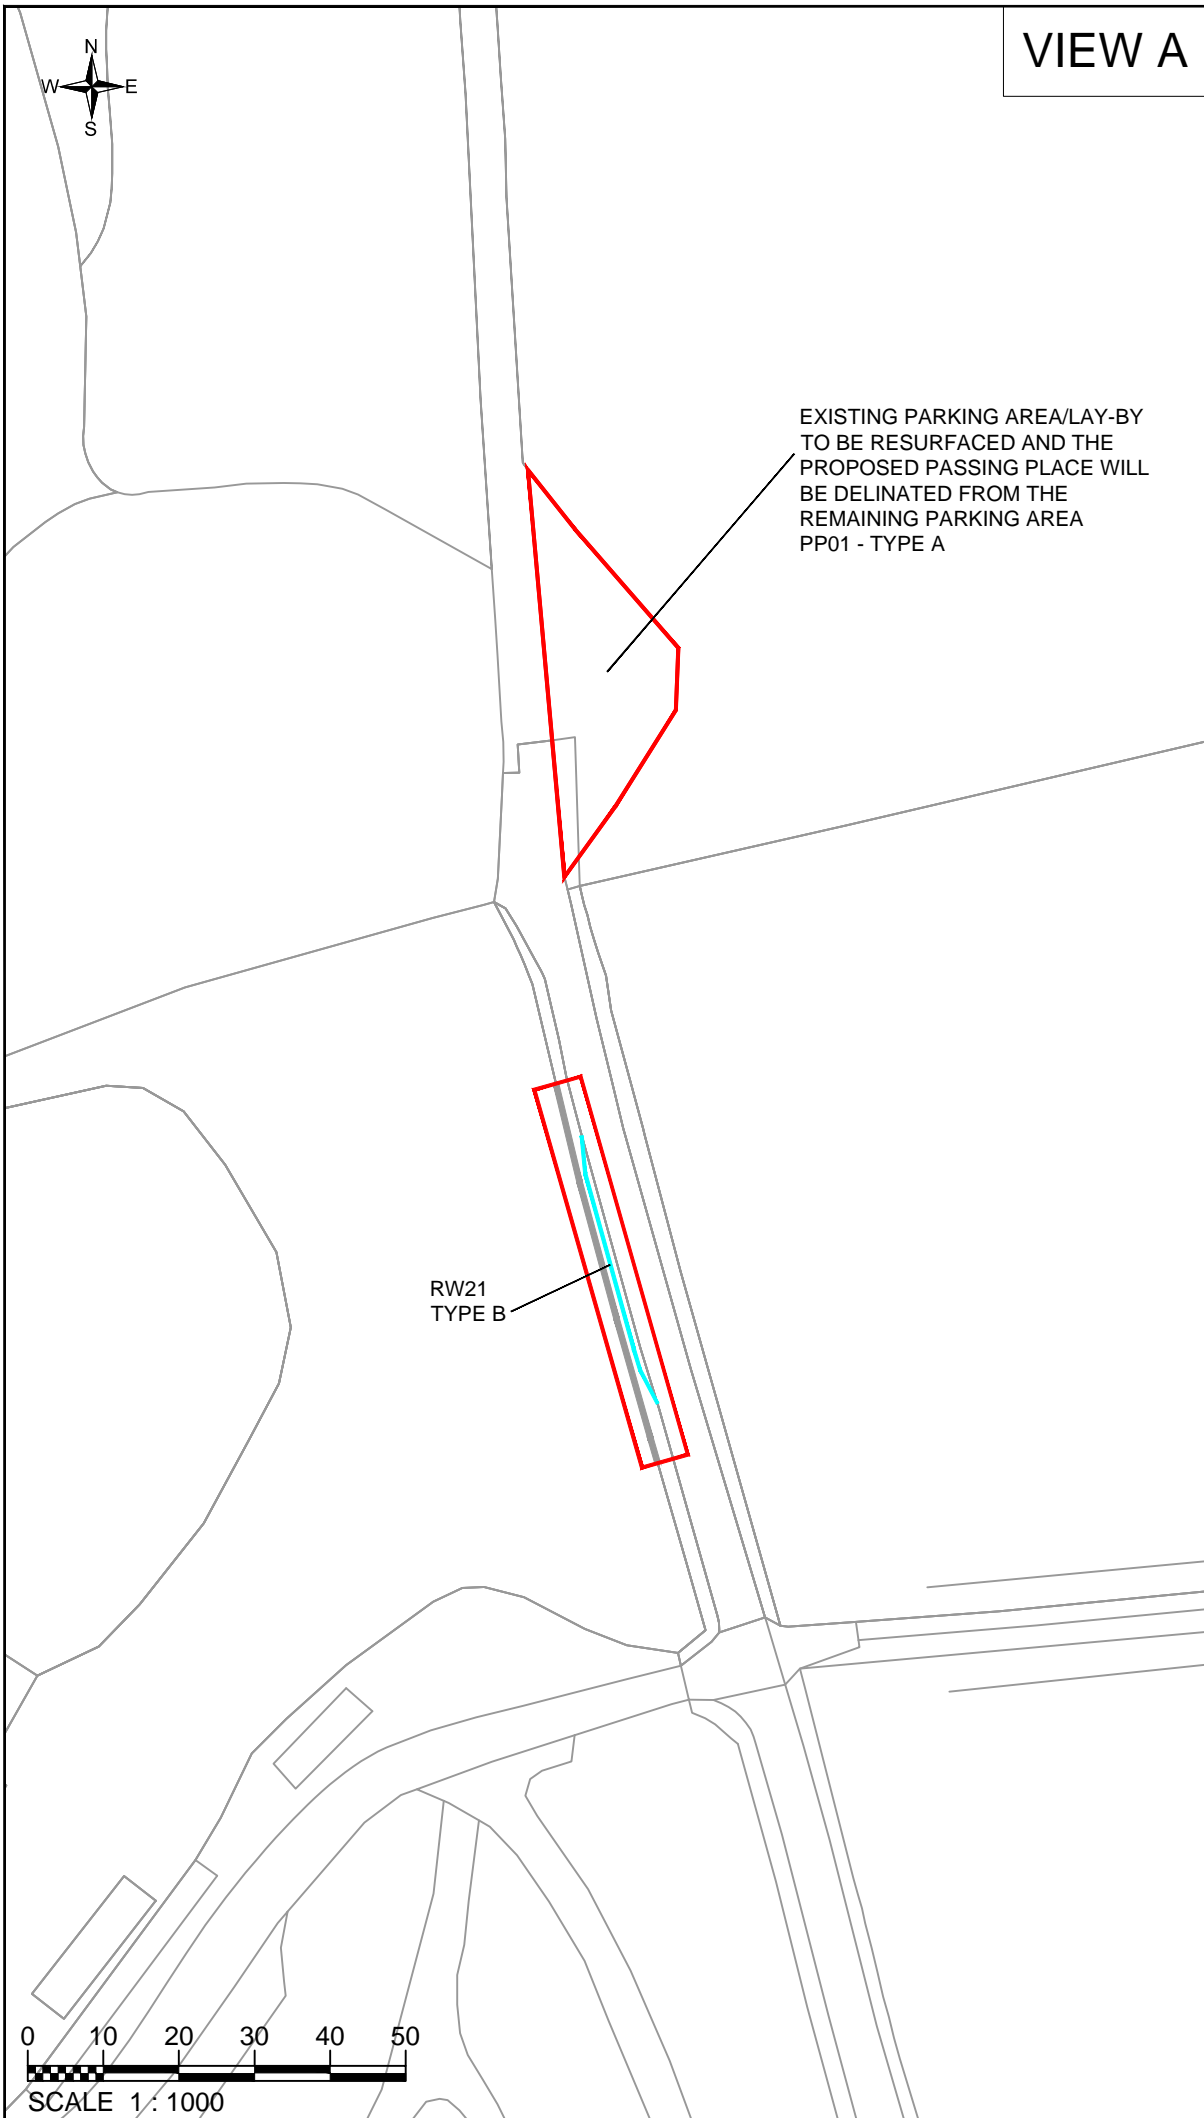 VIEW A
N
W E
S
EXISTING PARKING AREA/LAY-BY
TO BE RESURFACED AND THE
PROPOSED PASSING PLACE WILL
BE DELINATED FROM THE
REMAINING PARKING AREA
PP01 - TYPE A
RW21
TYPE B
0 10 20 30 40 50
SCALE 1 : 1000